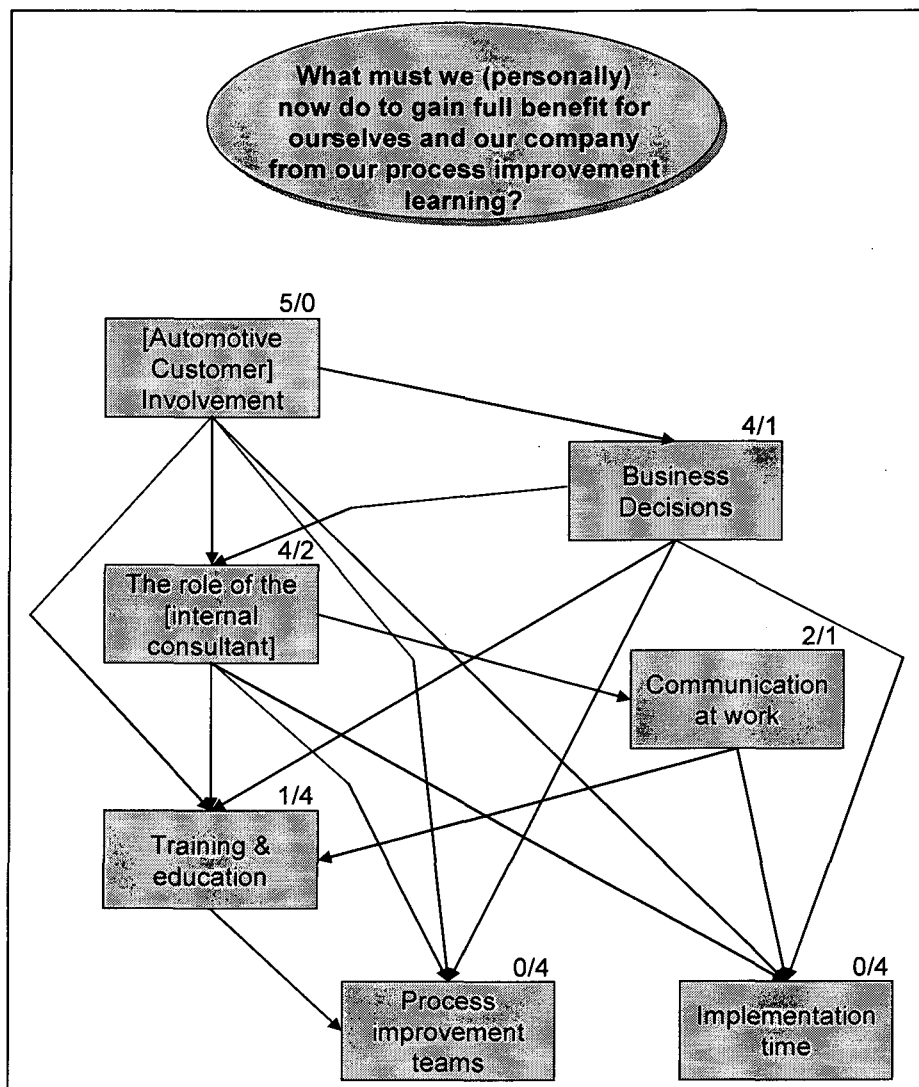 What must we (personally)
now do to gain full benefit for
ourselves and our company
from our process improvement
learning?
5/0
[Automotive
Customer]
Involvement
4/1
Business
Decisions
4/2
The role of the
[internal
consultant]
2/1
Communication
at work
1/4
Training &
education
0/4
Process
improvement
teams
0/4
Implementation
time